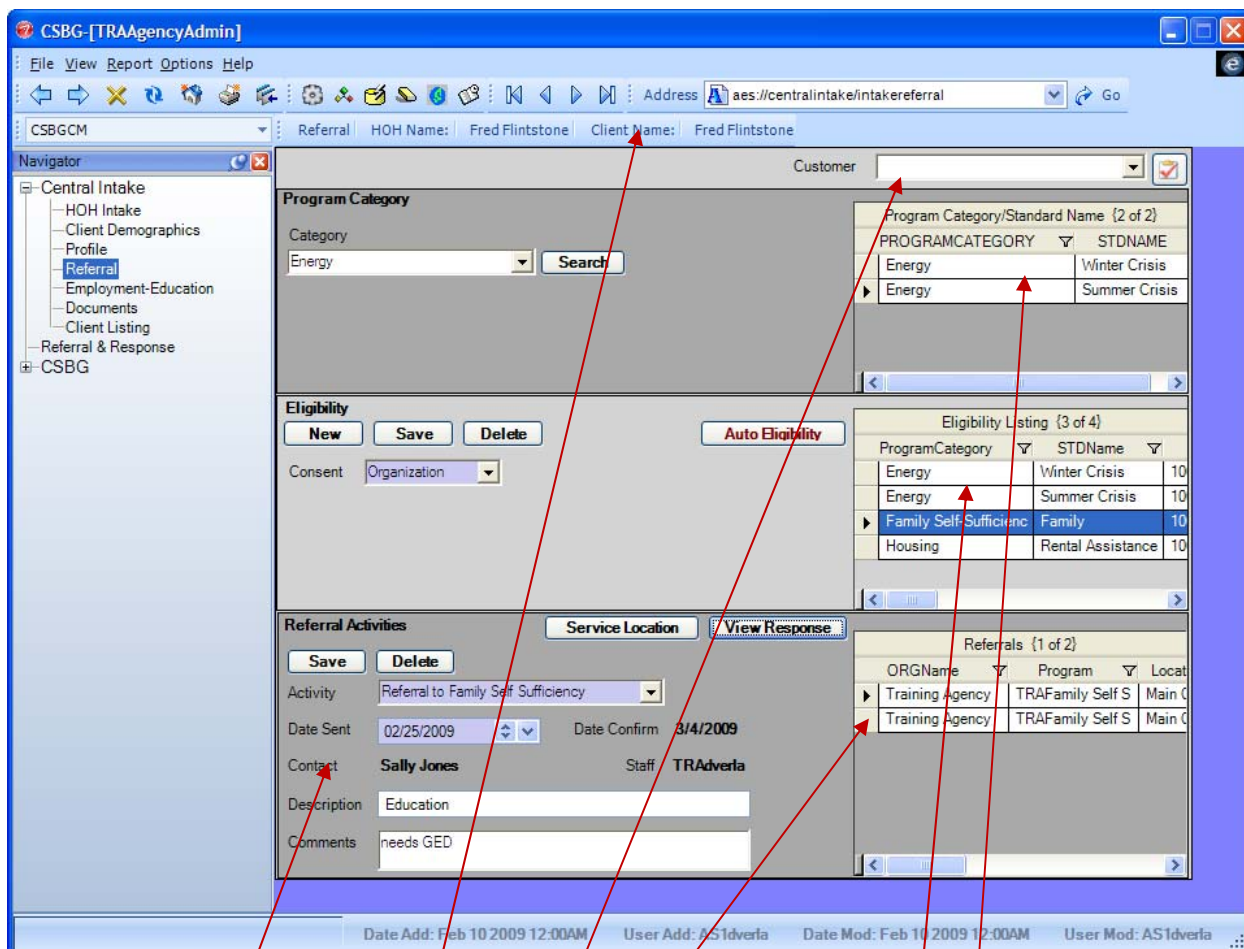 CSBG-[TRAAgencyAdmin]
File View Report Options Help
Address aes://centralintake/intakereferral Go
CSBGCM Referral HOH Name: Fred Flintstone Client Name: Fred Flintstone
Navigator
Central Intake
HOH Intake
Client Demographics
Profile
Referral
Employment-Education
Documents
Client Listing
Referral & Response
CSBG
Customer
Program Category
Category
Energy Search
Program Category/Standard Name {2 of 2}
PROGRAMCATEGORY STDNAME
Energy Winter Crisis
Energy Summer Crisis
Eligibility
New Save Delete Auto Eligibility
Consent Organization
Eligibility Listing {3 of 4}
ProgramCategory STDName
Energy Winter Crisis 10
Energy Summer Crisis 10
Family Self-Sufficienc Family 10
Housing Rental Assistance 10
Referral Activities Service Location View Response
Save Delete
Activity Referral to Family Self Sufficiency
Date Sent 02/25/2009 Date Confirm 3/4/2009
Contact Sally Jones Staff TRAdverla
Description Education
Comments needs GED
Referrals {1 of 2}
ORGName Program Locat
Training Agency TRAFamily Self S Main
Training Agency TRAFamily Self S Main
Date Add: Feb 10 2009 12:00AM User Add: AS1dverla Date Mod: Feb 10 2009 12:00AM User Mod: AS1dverla